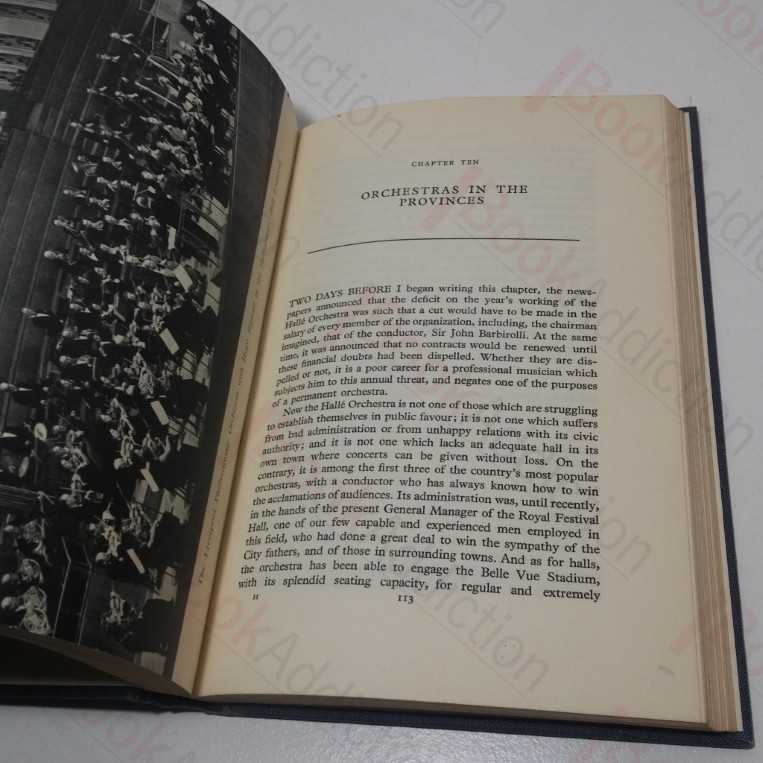 The Liverpool Philharmonic Orchestra with Hugo Rignold in the Philharmonic Hall, Liverpool
CHAPTER TEN
ORCHESTRAS IN THE
PROVINCES
TWO DAYS BEFORE I began writing this chapter, the news-
papers announced that the deficit on the year's working of the
Hallé Orchestra was such that a cut would have to be made in the
salary of every member of the organization, including, the chairman
imagined, that of the conductor, Sir John Barbirolli. At the same
time, it was announced that no contracts would be renewed until
these financial doubts had been dispelled. Whether they are dis-
pelled or not, it is a poor career for a professional musician which
subjects him to this annual threat, and negates one of the purposes
of a permanent orchestra.
Now the Hallé Orchestra is not one of those which are struggling
to establish themselves in public favour; it is not one which suffers
from bad administration or from unhappy relations with its civic
authority; and it is not one which lacks an adequate hall in its
own town where concerts can be given without loss. On the
contrary, it is among the first three of the country's most popular
orchestras, with a conductor who has always known how to win
the acclamations of audiences. Its administration was, until recently,
in the hands of the present General Manager of the Royal Festival
Hall, one of our few capable and experienced men employed in
this field, who had done a great deal to win the sympathy of the
City fathers, and of those in surrounding towns. And as for halls,
the orchestra has been able to engage the Belle Vue Stadium,
with its splendid seating capacity, for regular and extremely
H
113
BookAddiction